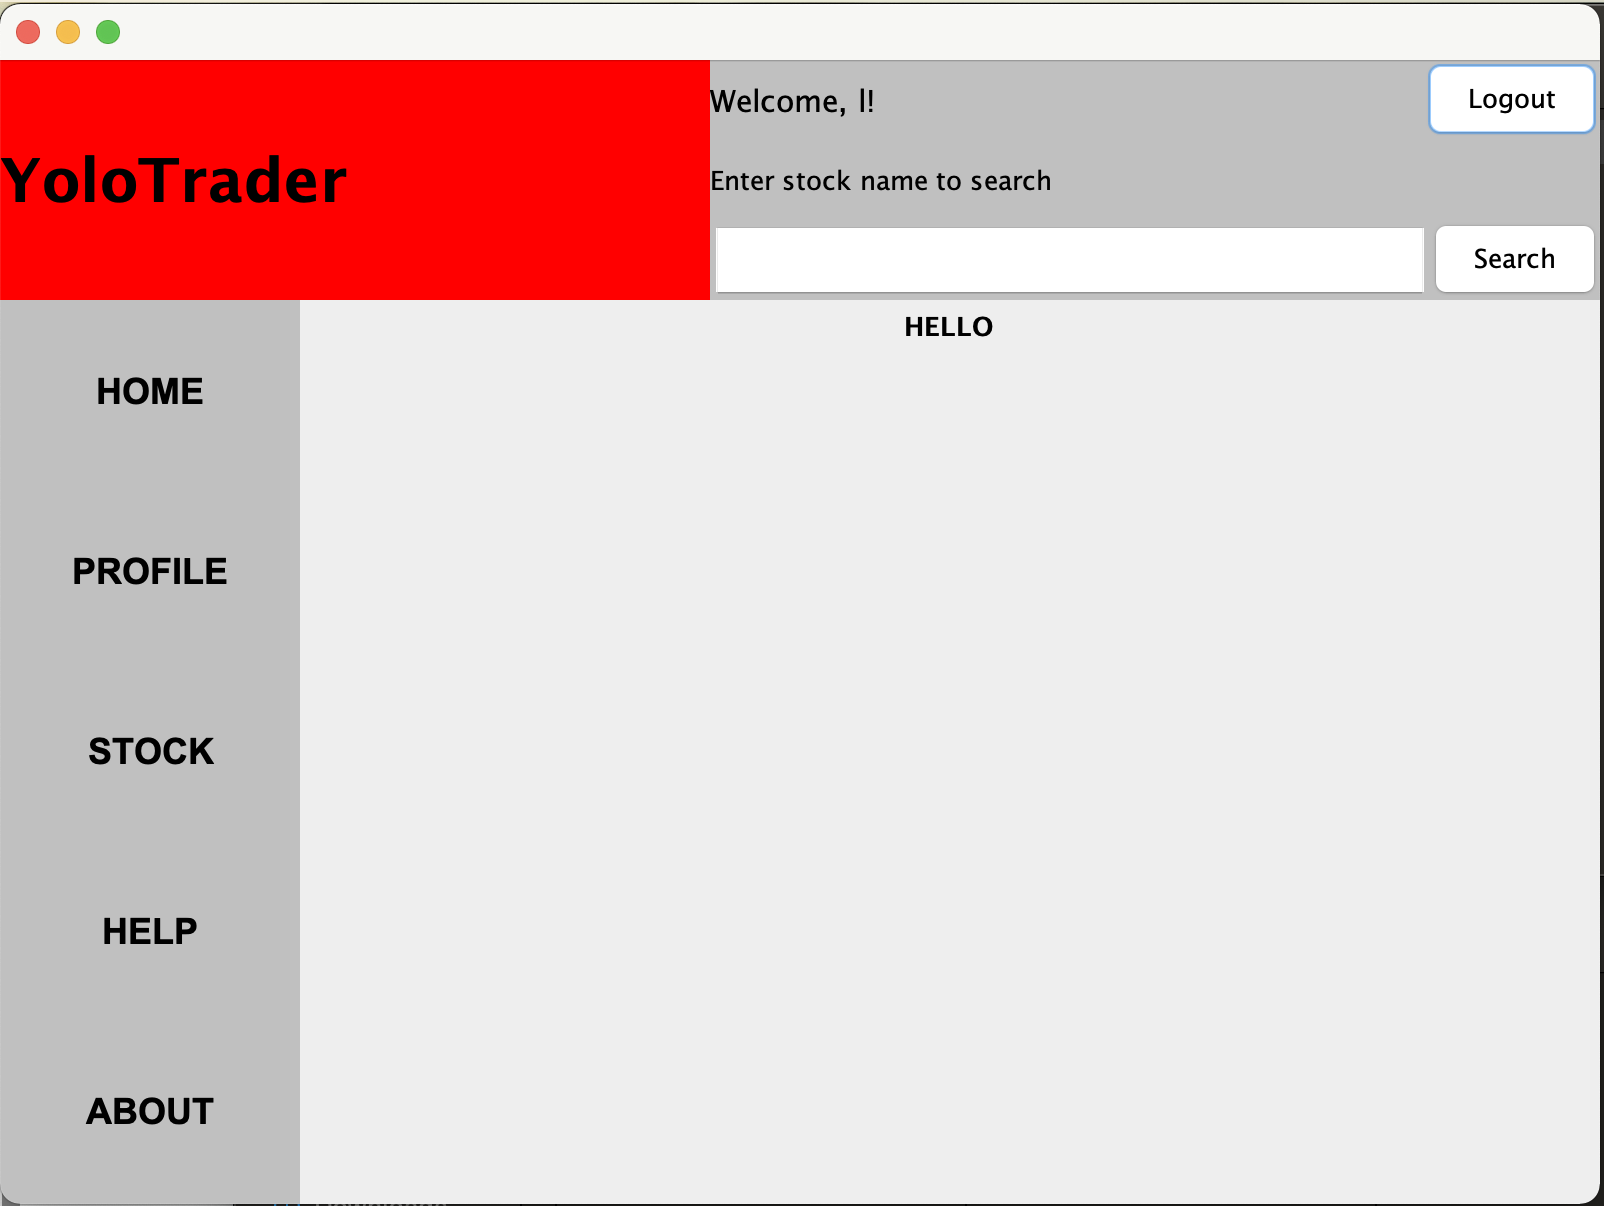 YoloTrader
Welcome, l!
Logout
Enter stock name to search
Search
HELLO
HOME
PROFILE
STOCK
HELP
ABOUT